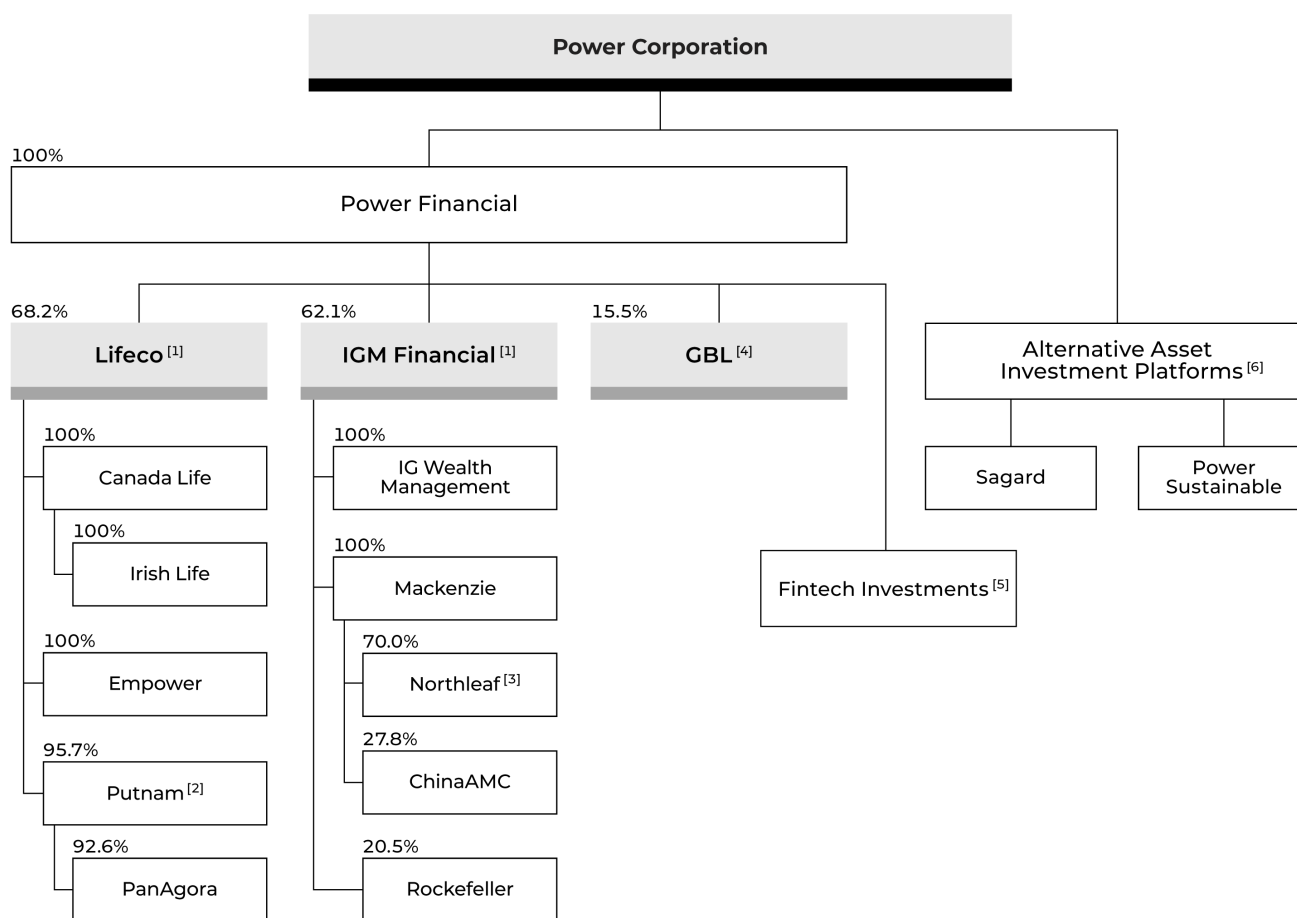 Power Corporation
100%
Power Financial
68.2%
Lifeco [1]
62.1%
IGM Financial [1]
15.5%
GBL [4]
Alternative Asset
Investment Platforms [6]
100%
Canada Life
100%
Irish Life
100%
Empower
95.7%
Putnam [2]
92.6%
PanAgora
100%
IG Wealth
Management
100%
Mackenzie
70.0%
Northleaf [3]
27.8%
ChinaAMC
20.5%
Rockefeller
Fintech Investments [5]
Sagard
Power
Sustainable